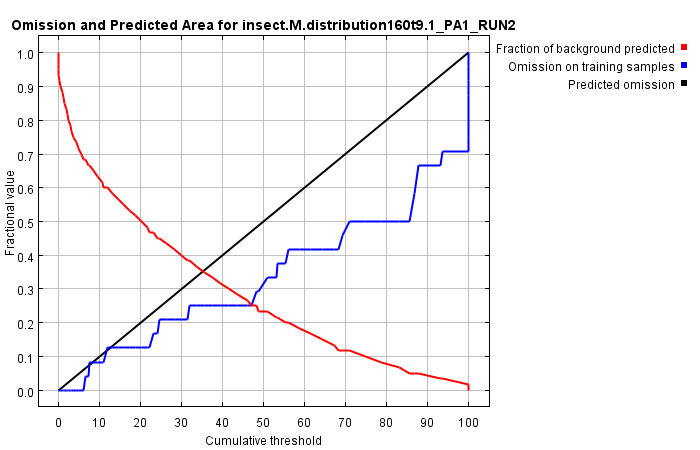 Omission and Predicted Area for insect.M.distribution160t9.1_PA1_RUN2
Fraction of background predicted
Omission on training samples
Predicted omission
Fractional value
1.0
0.9
0.8
0.7
0.6
0.5
0.4
0.3
0.2
0.1
0.0
0 10 20 30 40 50 60 70 80 90 100
Cumulative threshold